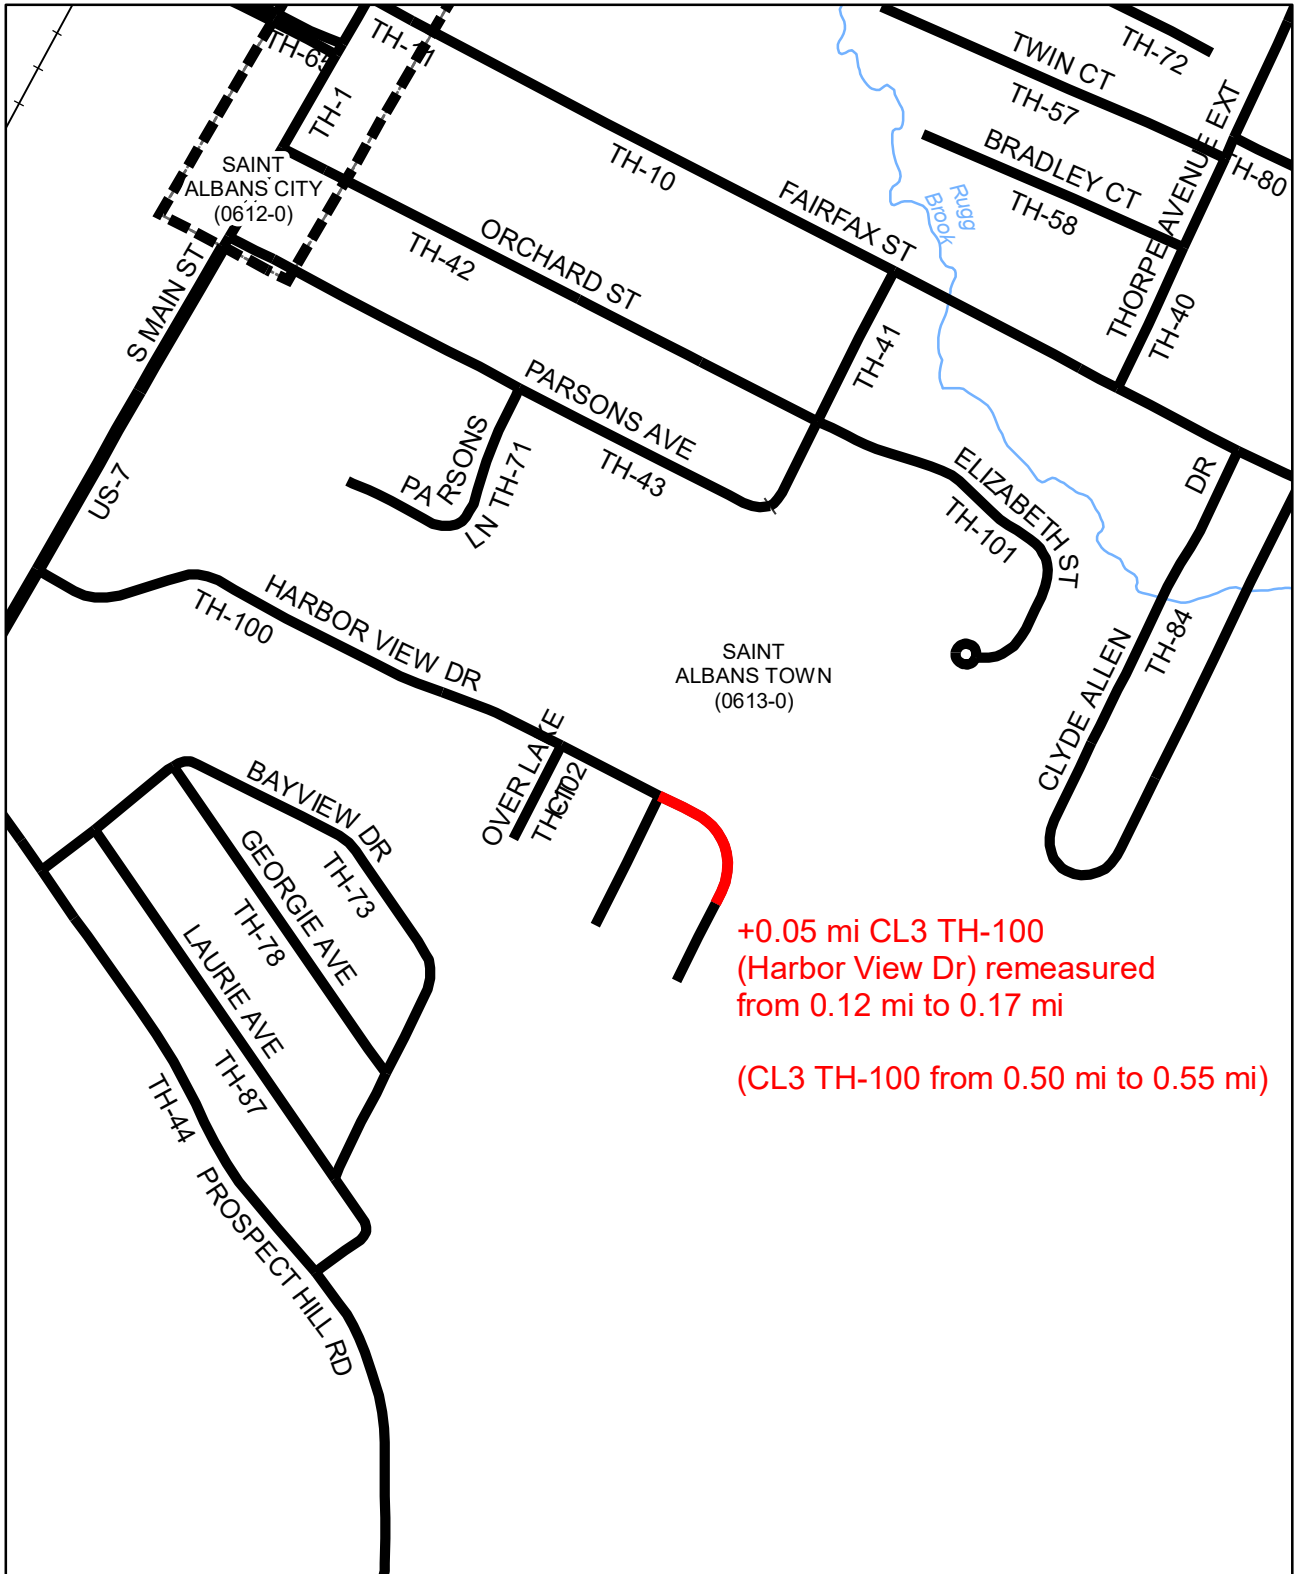 TH-65
TH-11
TH-1
SAINT
ALBANS CITY
(0612-0)
TH-72
TWIN CT
TH-57
BRADLEY CT
TH-58
THORPE AVENUE EXT
TH-80
TH-40
TH-10
FAIRFAX ST
Rugg
Brook
ORCHARD ST
TH-42
S MAIN ST
US-7
TH-41
PARSONS AVE
TH-43
PARSONS
LN TH-71
ELIZABETH ST
TH-101
DR
CLYDE ALLEN
TH-84
HARBOR VIEW DR
TH-100
SAINT
ALBANS TOWN
(0613-0)
OVER LAKE
CT
TH-102
BAYVIEW DR
TH-73
GEORGIE AVE
TH-78
LAURIE AVE
TH-87
TH-44
PROSPECT HILL RD
+0.05 mi CL3 TH-100
(Harbor View Dr) remeasured
from 0.12 mi to 0.17 mi
(CL3 TH-100 from 0.50 mi to 0.55 mi)